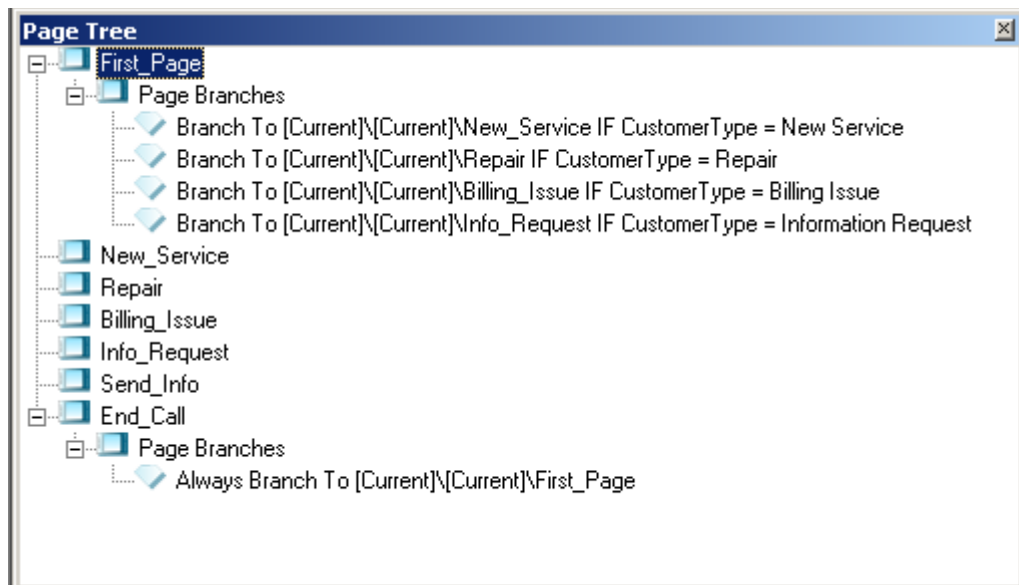 Page Tree
First_Page
Page Branches
Branch To [Current]\[Current]\New_Service IF CustomerType = New Service
Branch To [Current]\[Current]\Repair IF CustomerType = Repair
Branch To [Current]\[Current]\Billing_Issue IF CustomerType = Billing Issue
Branch To [Current]\[Current]\Info_Request IF CustomerType = Information Request
New_Service
Repair
Billing_Issue
Info_Request
Send_Info
End_Call
Page Branches
Always Branch To [Current]\[Current]\First_Page